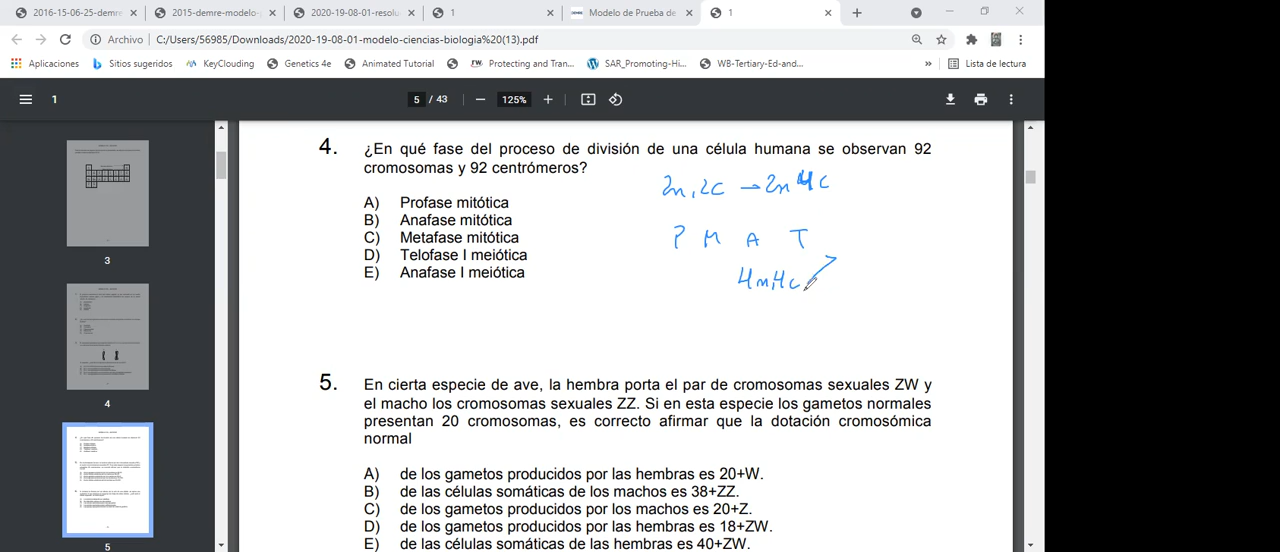 2016-15-06-25-demre
2015-demre-modelo-
2020-19-08-01-resolu
1
Modelo de Prueba de
1
Archivo | C:/Users/56985/Downloads/2020-19-08-01-modelo-ciencias-biologia%20(13).pdf
Aplicaciones
Sitios sugeridos
KeyClouding
Genetics 4e
Animated Tutorial
Protecting and Tran...
SAR_Promoting-Hi...
WB-Tertiary-Ed-and...
»
Lista de lectura
1
5 / 43
125%
3
4
5
4. ¿En qué fase del proceso de división de una célula humana se observan 92
cromosomas y 92 centrómeros?
A) Profase mitótica
B) Anafase mitótica
C) Metafase mitótica
D) Telofase I meiótica
E) Anafase I meiótica
2n, 2c → 2n 4c
P M A T
4n, 4c
5. En cierta especie de ave, la hembra porta el par de cromosomas sexuales ZW y
el macho los cromosomas sexuales ZZ. Si en esta especie los gametos normales
presentan 20 cromosomas, es correcto afirmar que la dotación cromosómica
normal
A) de los gametos producidos por las hembras es 20+W.
B) de las células somáticas de los machos es 38+ZZ.
C) de los gametos producidos por los machos es 20+Z.
D) de los gametos producidos por las hembras es 18+ZW.
E) de las células somáticas de las hembras es 40+ZW.